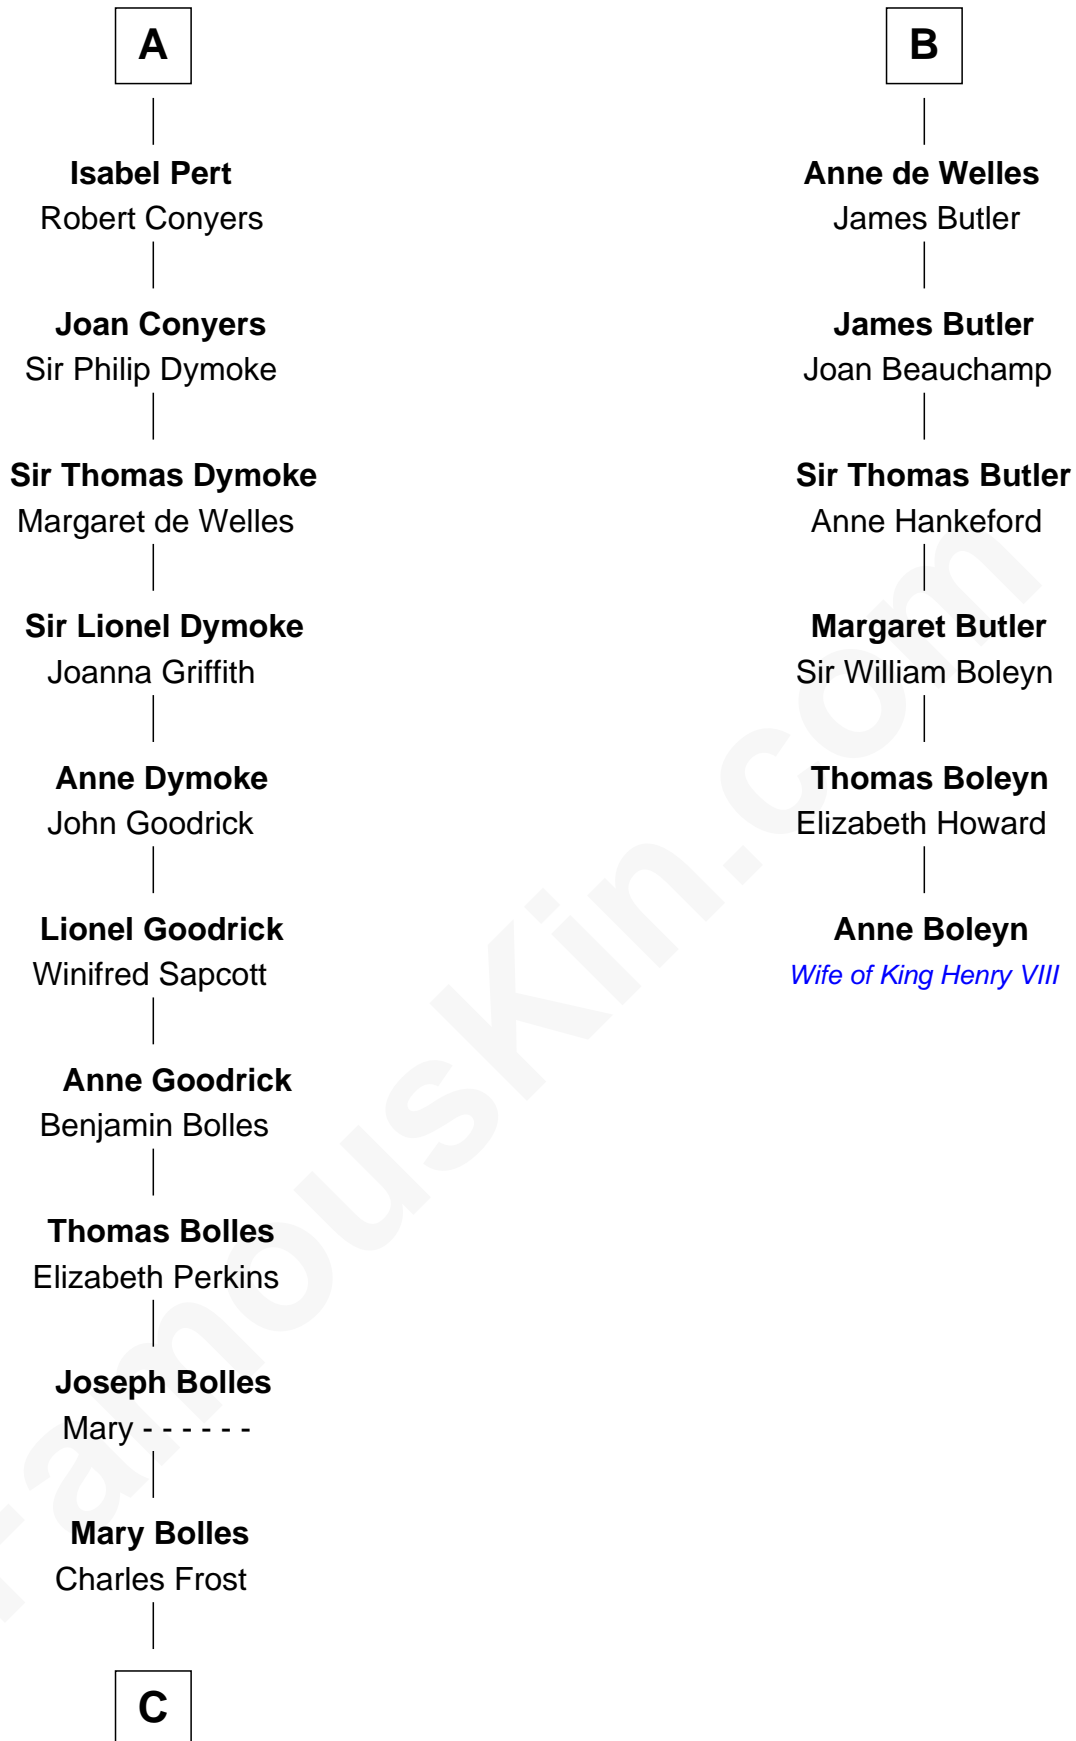 A
Isabel Pert
Robert Conyers
Joan Conyers
Sir Philip Dymoke
Sir Thomas Dymoke
Margaret de Welles
Sir Lionel Dymoke
Joanna Griffith
Anne Dymoke
John Goodrick
Lionel Goodrick
Winifred Sapcott
Anne Goodrick
Benjamin Bolles
Thomas Bolles
Elizabeth Perkins
Joseph Bolles
Mary - - - - - -
Mary Bolles
Charles Frost
C
B
Anne de Welles
James Butler
James Butler
Joan Beauchamp
Sir Thomas Butler
Anne Hankeford
Margaret Butler
Sir William Boleyn
Thomas Boleyn
Elizabeth Howard
Anne Boleyn
Wife of King Henry VIII
FamousKin.com